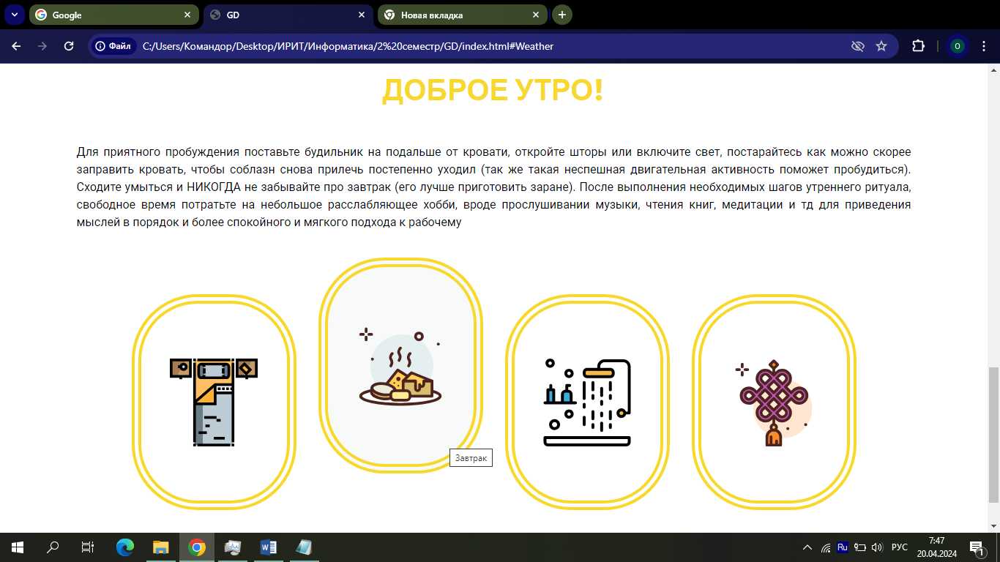 Google
GD
Новая вкладка
Файл
C:/Users/Командор/Desktop/ИРИТ/Информатика/2%20семестр/GD/index.html#Weather
О
ДОБРОЕ УТРО!
Для приятного пробуждения поставьте будильник на подальше от кровати, откройте шторы или включите свет, постарайтесь как можно скорее
заправить кровать, чтобы соблазн снова прилечь постепенно уходил (так же такая неспешная двигательная активность поможет пробудиться).
Сходите умыться и НИКОГДА не забывайте про завтрак (его лучше приготовить заране). После выполнения необходимых шагов утреннего ритуала,
свободное время потратьте на небольшое расслабляющее хобби, вроде прослушивании музыки, чтения книг, медитации и тд для приведения
мыслей в порядок и более спокойного и мягкого подхода к рабочему
Завтрак
Ru
РУС
7:47
20.04.2024
1